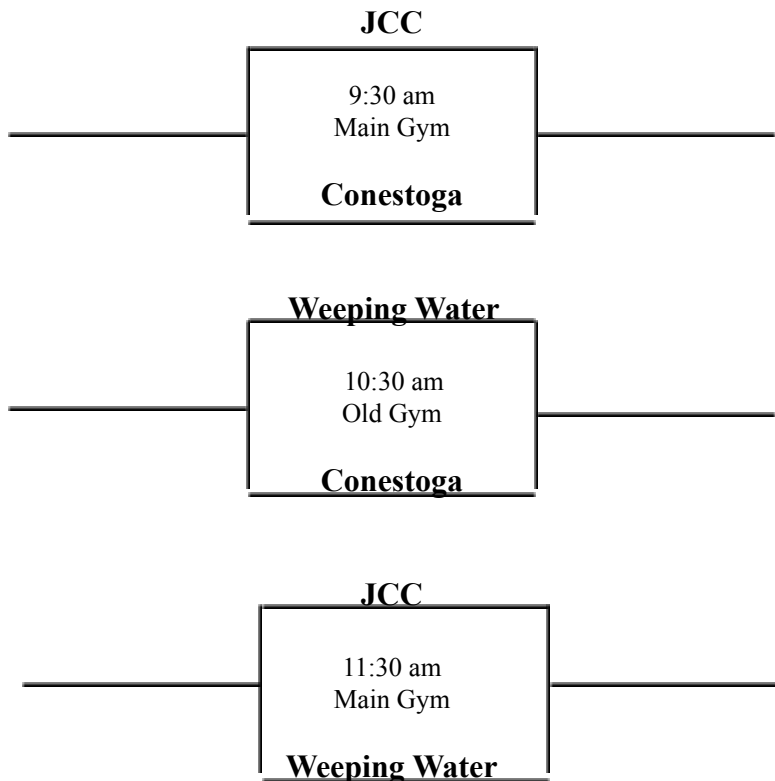 JCC
9:30 am
Main Gym
Conestoga
Weeping Water
10:30 am
Old Gym
Conestoga
JCC
11:30 am
Main Gym
Weeping Water